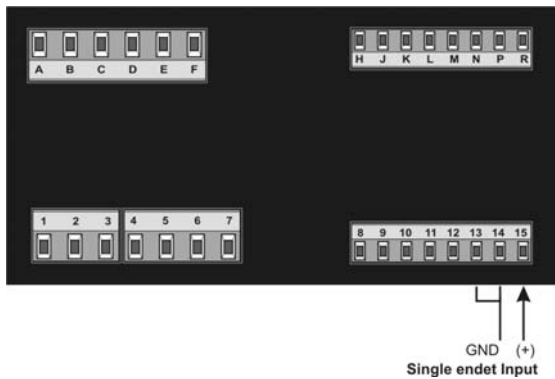 A B C D E F
H J K L M N P R
1 2 3 4 5 6 7
8 9 10 11 12 13 14 15
GND (+)
Single endet Input